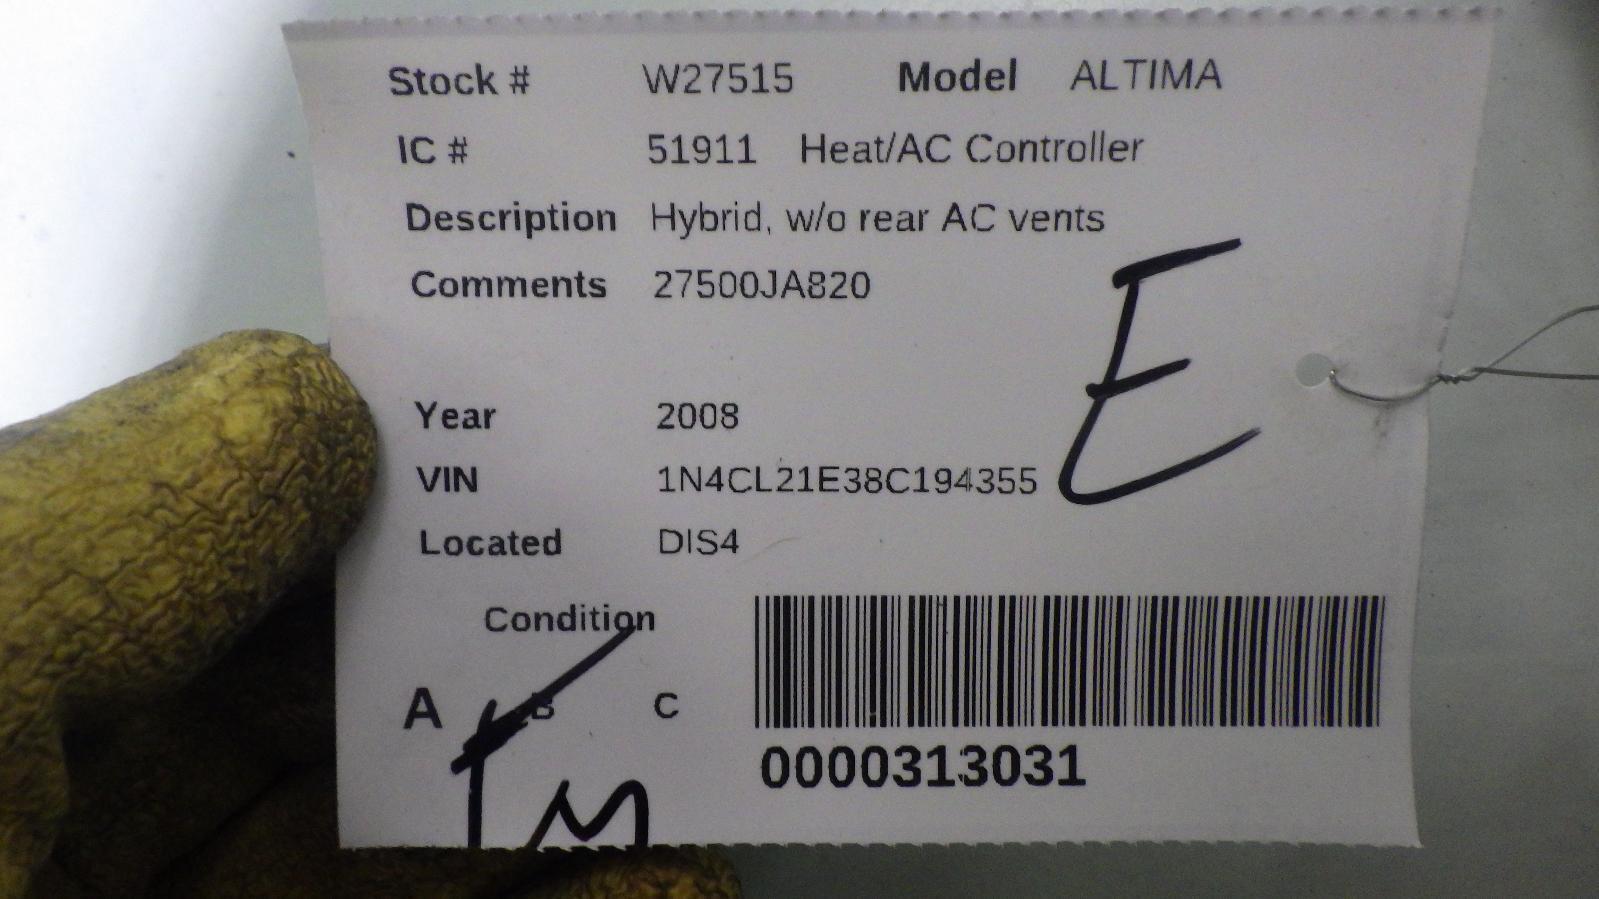 Stock # W27515 Model ALTIMA
IC # 51911 Heat/AC Controller
Description Hybrid, w/o rear AC vents
Comments 27500JA820
E
Year 2008
VIN 1N4CL21E38C194355
Located DIS4
Condition
A B C
0000313031